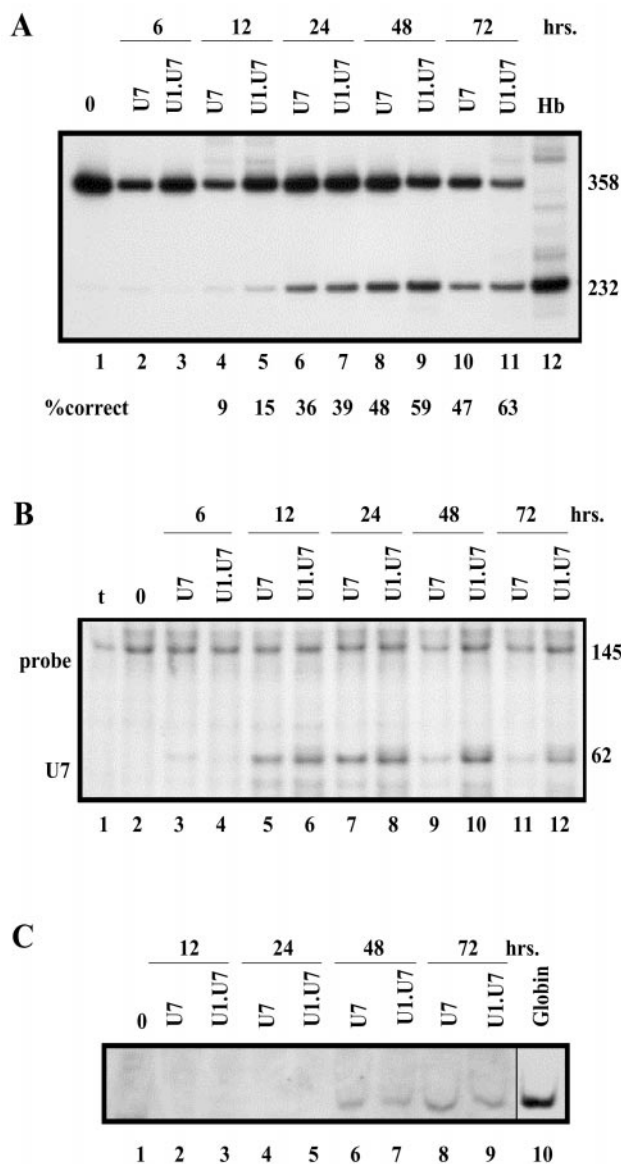 A
6 12 24 48 72 hrs.
0 U7 U1.U7 U7 U1.U7 U7 U1.U7 U7 U1.U7 U7 U1.U7 Hb
358
232
1 2 3 4 5 6 7 8 9 10 11 12
%correct 9 15 36 39 48 59 47 63
B
6 12 24 48 72 hrs.
t 0 U7 U1.U7 U7 U1.U7 U7 U1.U7 U7 U1.U7 U7 U1.U7
probe 145
U7 62
1 2 3 4 5 6 7 8 9 10 11 12
C
12 24 48 72 hrs.
0 U7 U1.U7 U7 U1.U7 U7 U1.U7 U7 U1.U7 Globin
1 2 3 4 5 6 7 8 9 10